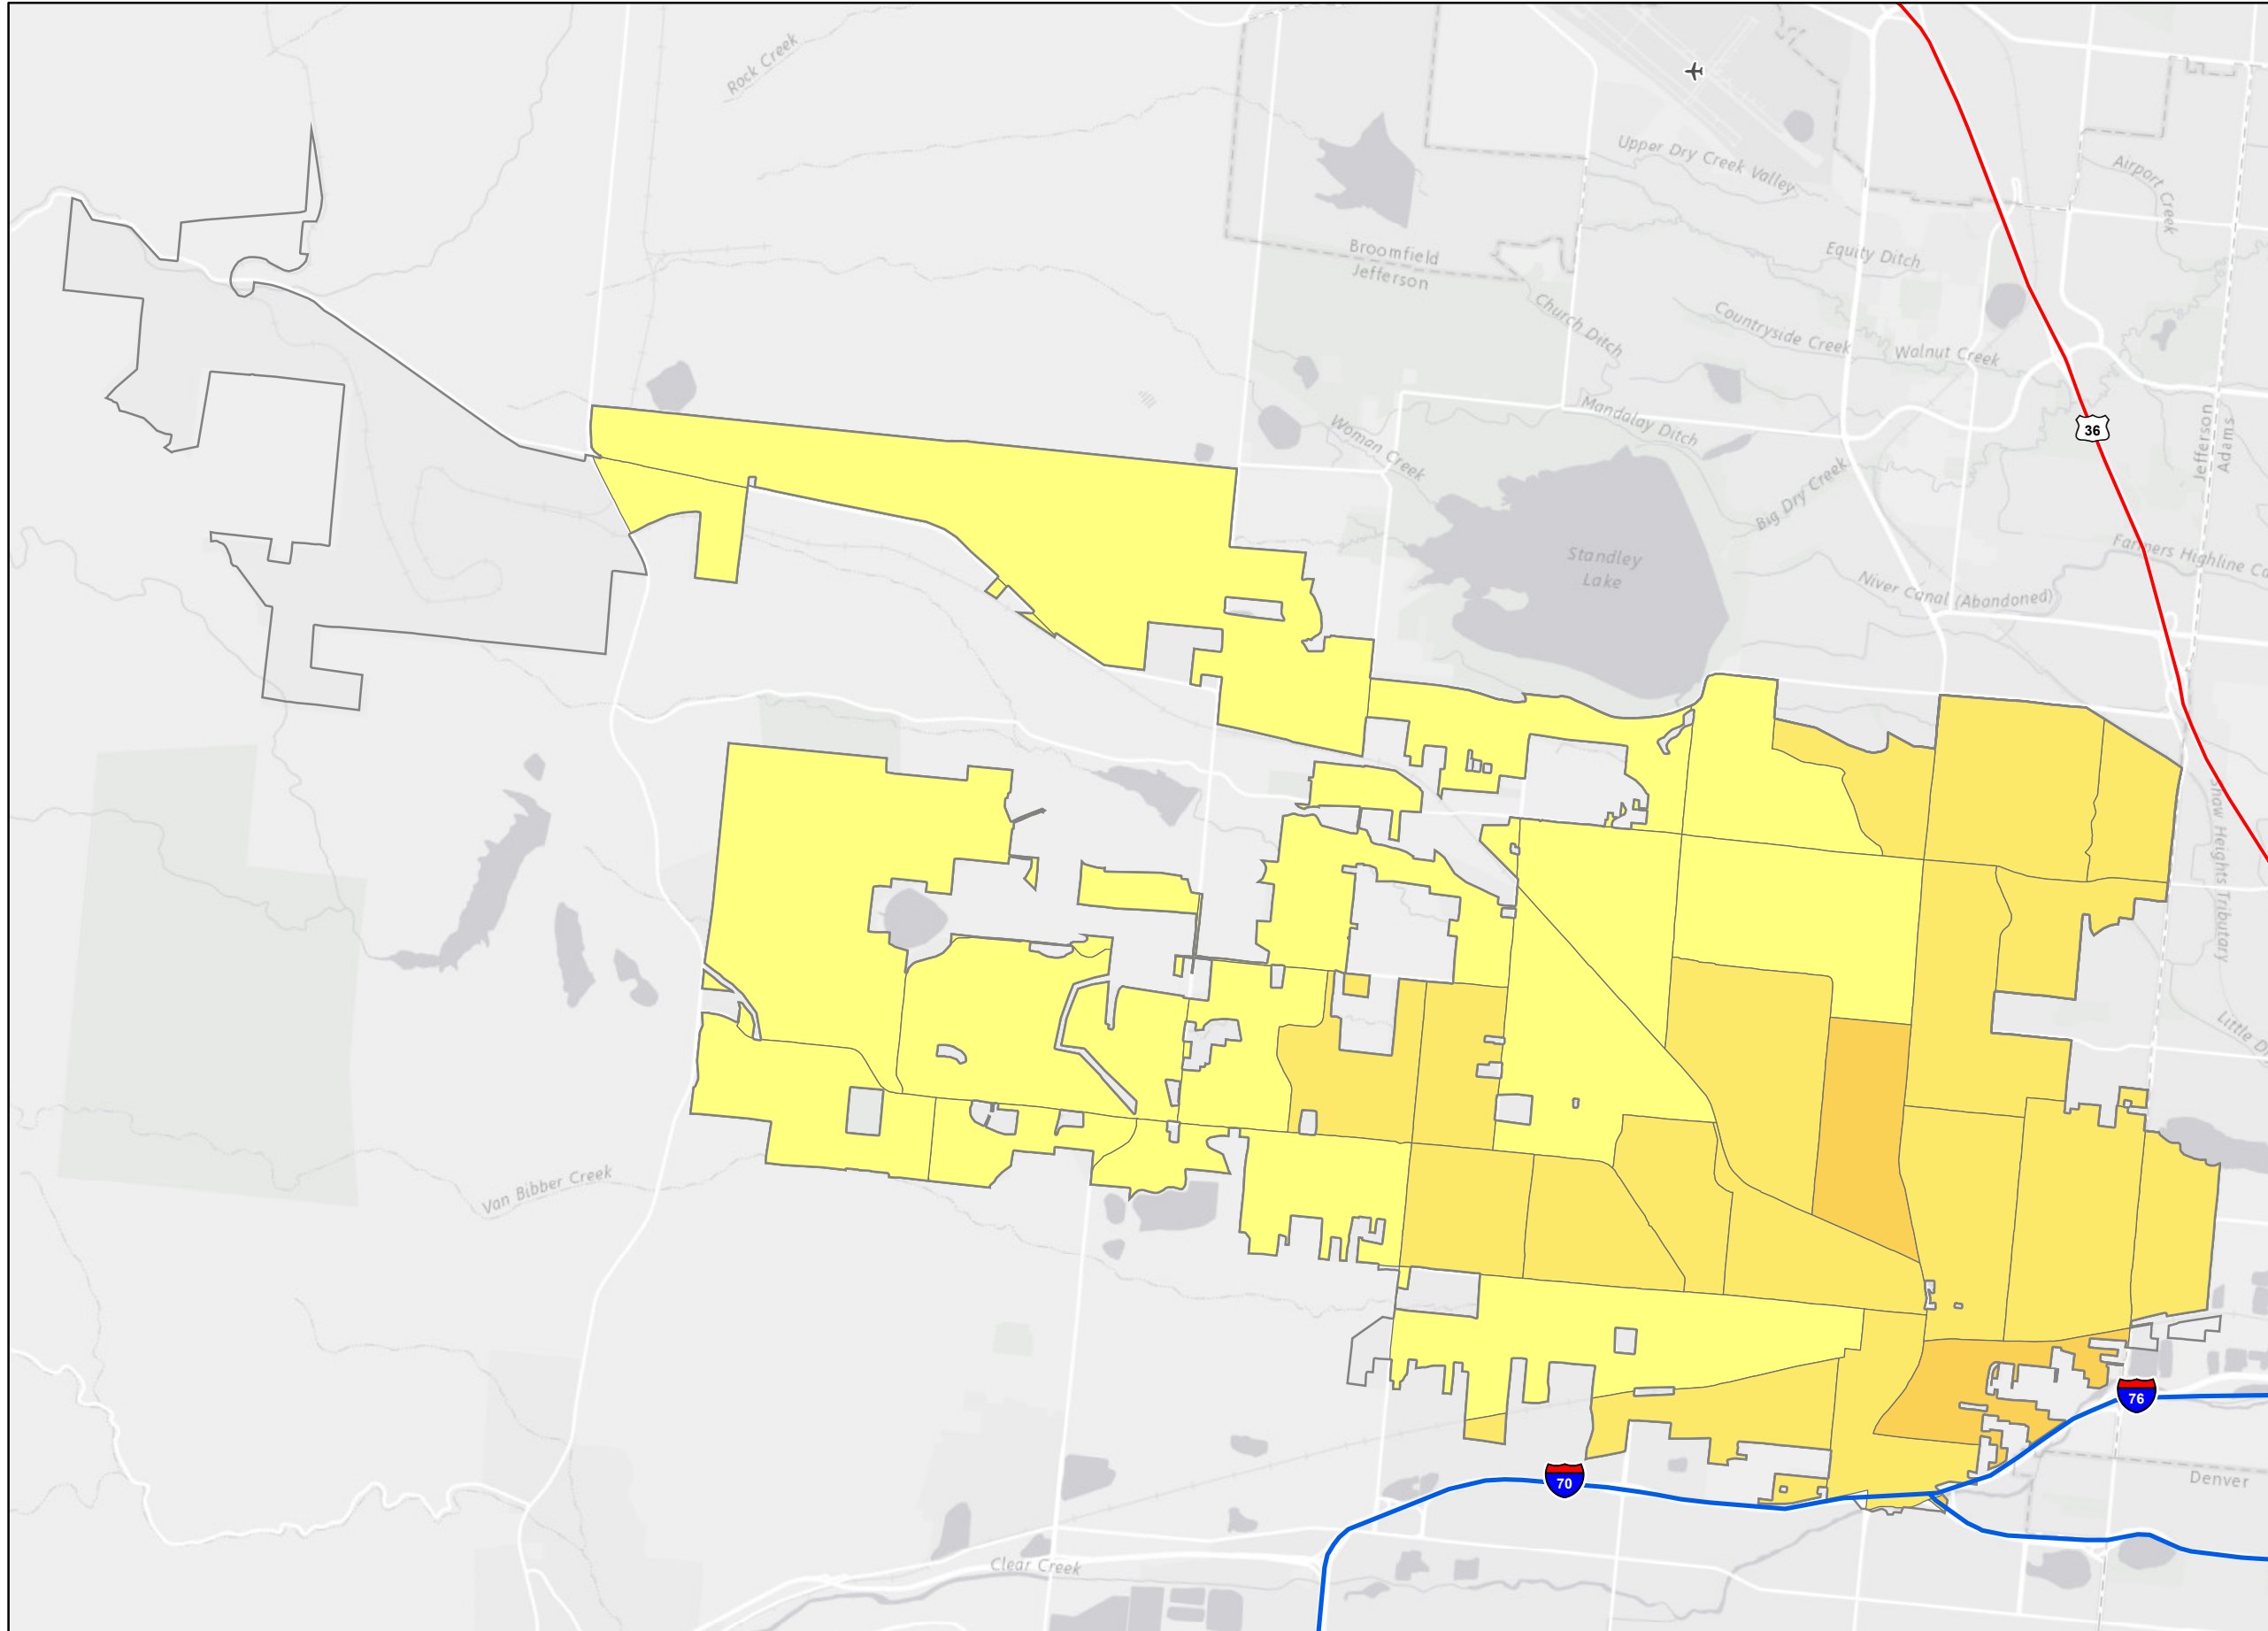 Rock Creek
Upper Dry Creek Valley
Airport
Creek
Equity Ditch
Broomfield
Jefferson
Church Ditch
Countryside Creek
Walnut Creek
Mandalay Ditch
Woman Creek
36
Jefferson
Adams
Big Dry Creek
Standley
Lake
Farmers Highline Ca
Niver Canal (Abandoned)
Shaw Heights Tributary
Little D
Van Bibber Creek
76
70
Denver
Clear Creek